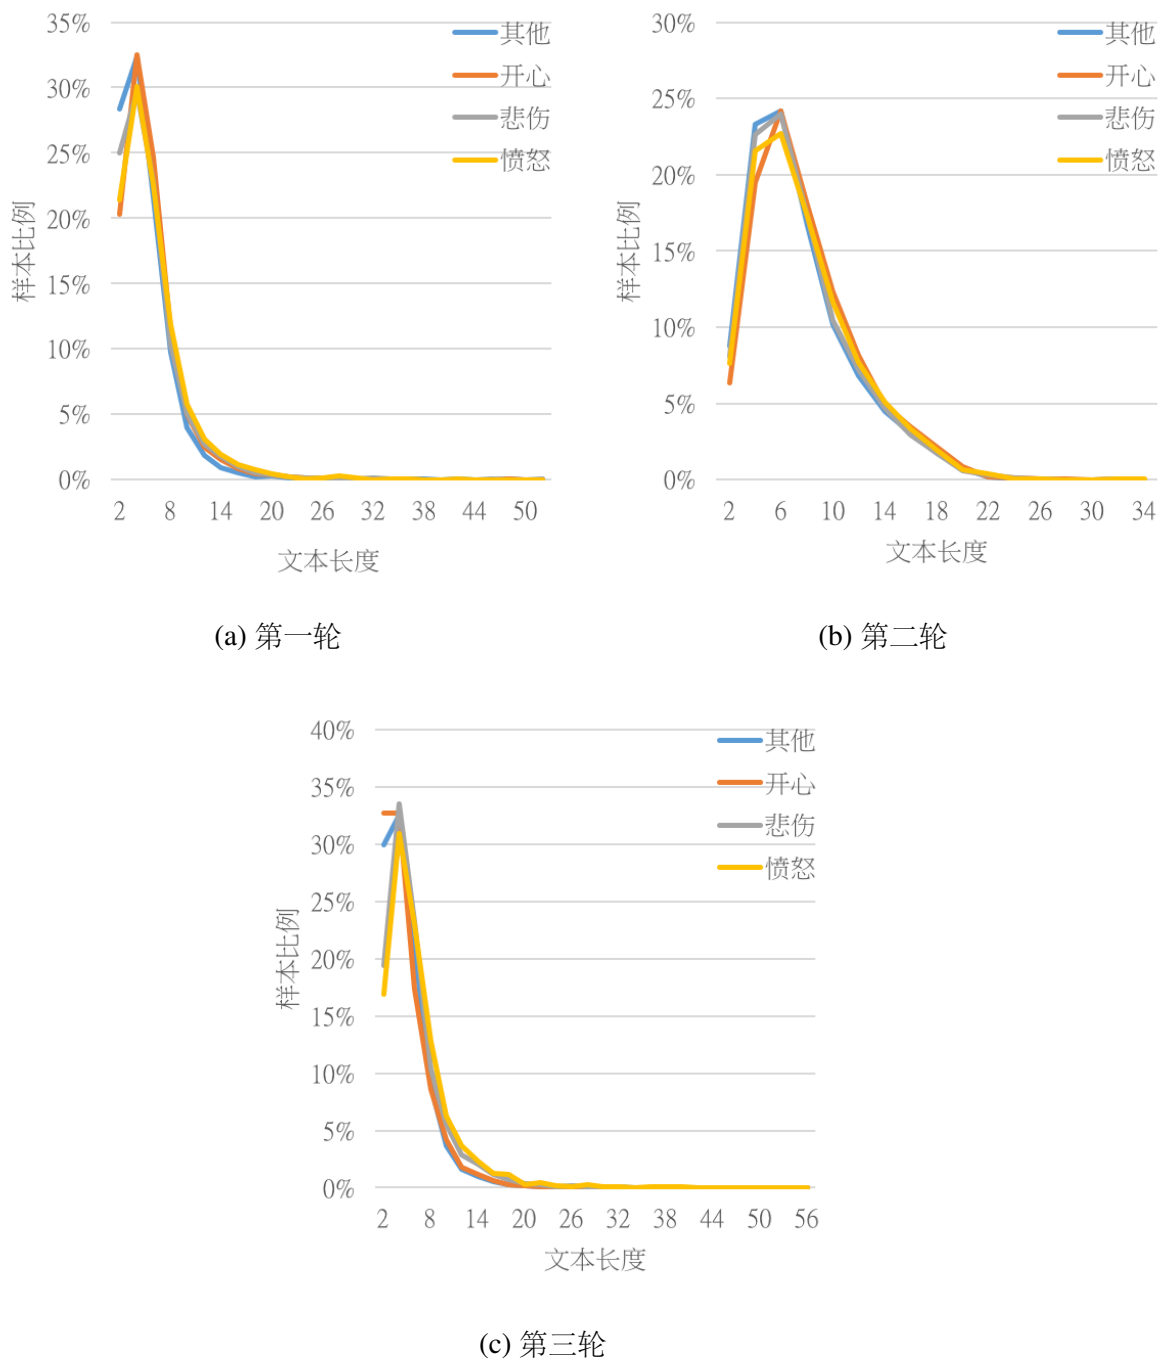 35%
30%
25%
20%
15%
10%
5%
0%
样本比例
2 8 14 20 26 32 38 44 50
文本长度
其他
开心
悲伤
愤怒
(a) 第一轮
30%
25%
20%
15%
10%
5%
0%
样本比例
2 6 10 14 18 22 26 30 34
文本长度
其他
开心
悲伤
愤怒
(b) 第二轮
40%
35%
30%
25%
20%
15%
10%
5%
0%
样本比例
2 8 14 20 26 32 38 44 50 56
文本长度
其他
开心
悲伤
愤怒
(c) 第三轮